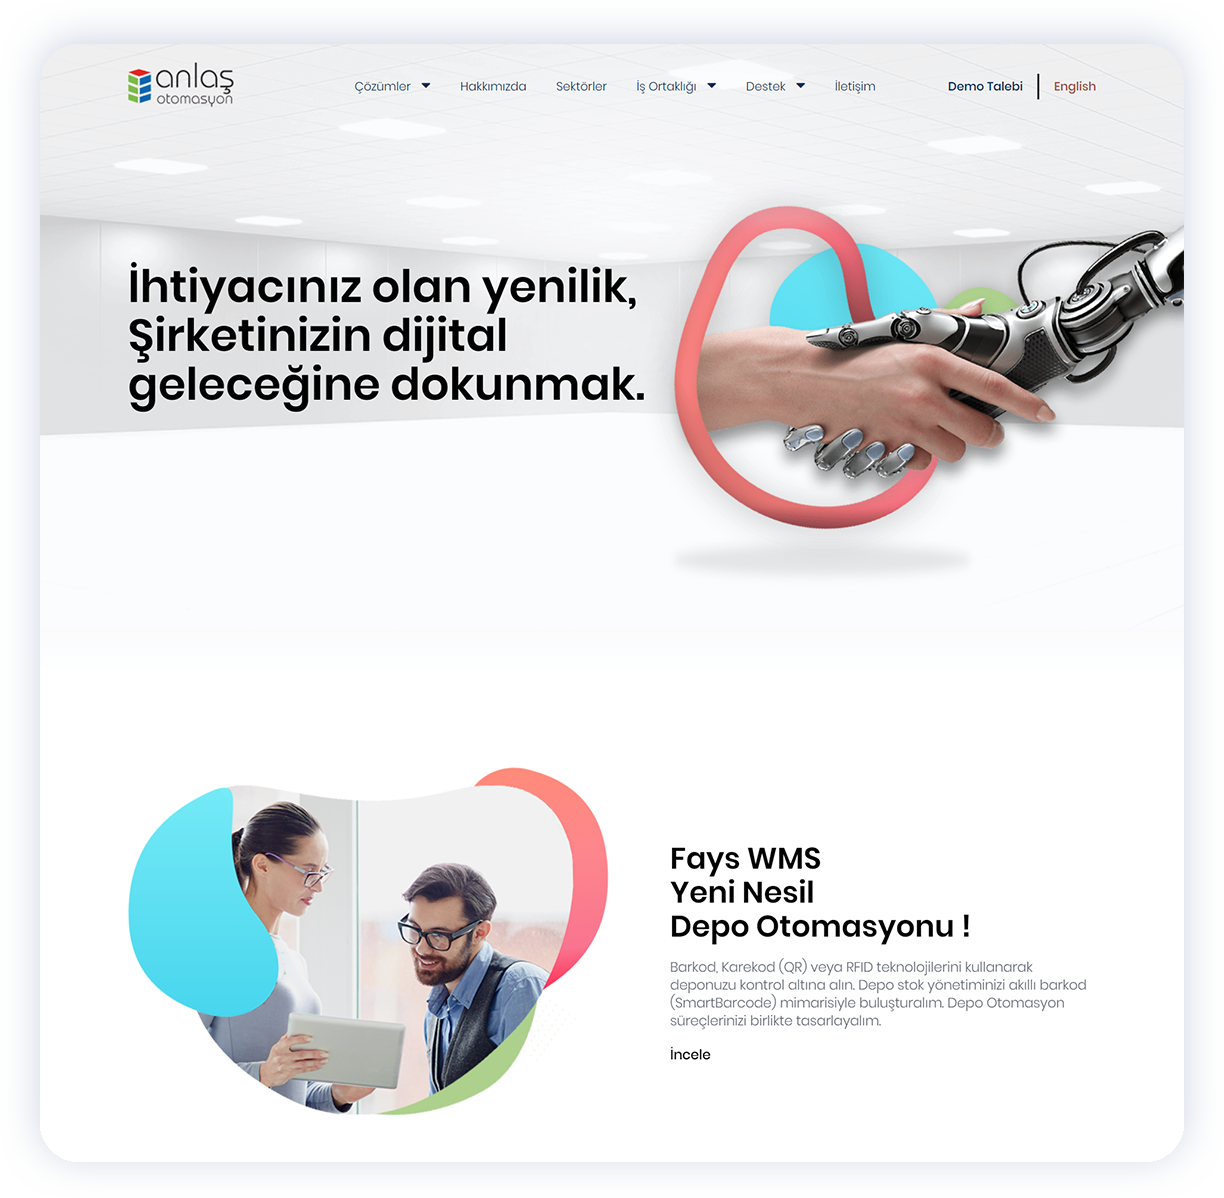 anlaş
otomasyon
Çözümler
Hakkımızda
Sektörler
İş Ortaklığı
Destek
İletişim
Demo Talebi
English
İhtiyacınız olan yenilik,
Şirketinizin dijital
geleceğine dokunmak.
Fays WMS
Yeni Nesil
Depo Otomasyonu !
Barkod, Karekod (QR) veya RFID teknolojilerini kullanarak
deponuzu kontrol altına alın. Depo stok yönetiminizi akıllı barkod
(SmartBarcode) mimarisiyle buluşturalım. Depo Otomasyon
süreçlerinizi birlikte tasarlayalım.
İncele